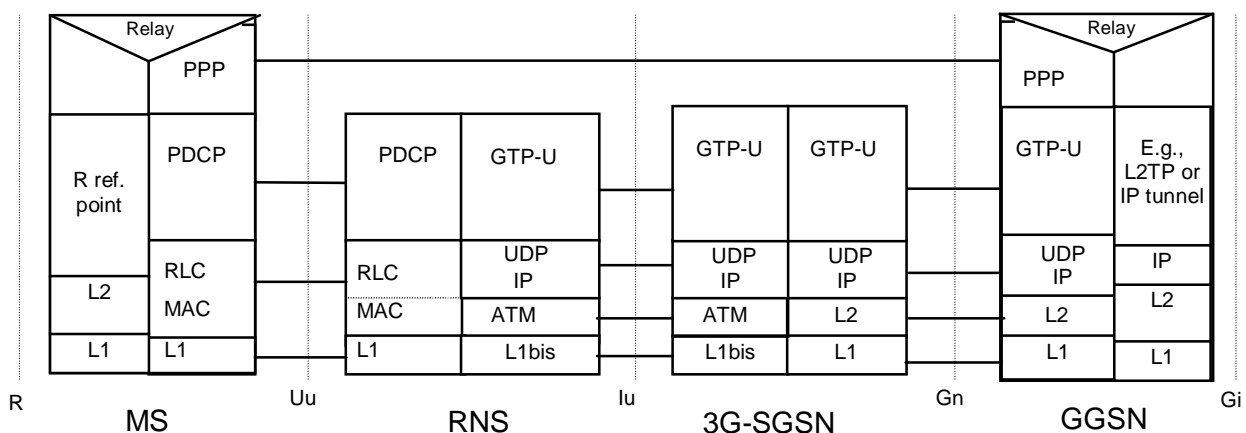 Relay
Relay
PPP
PPP
R ref.
point
PDCP
PDCP
GTP-U
GTP-U
GTP-U
GTP-U
E.g.,
L2TP or
IP tunnel
RLC
MAC
RLC
MAC
UDP
IP
UDP
IP
UDP
IP
UDP
IP
IP
L2
ATM
ATM
L2
L2
L2
L1
L1
L1
L1bis
L1bis
L1
L1
L1
R
Uu
Iu
Gn
Gi
MS
RNS
3G-SGSN
GGSN